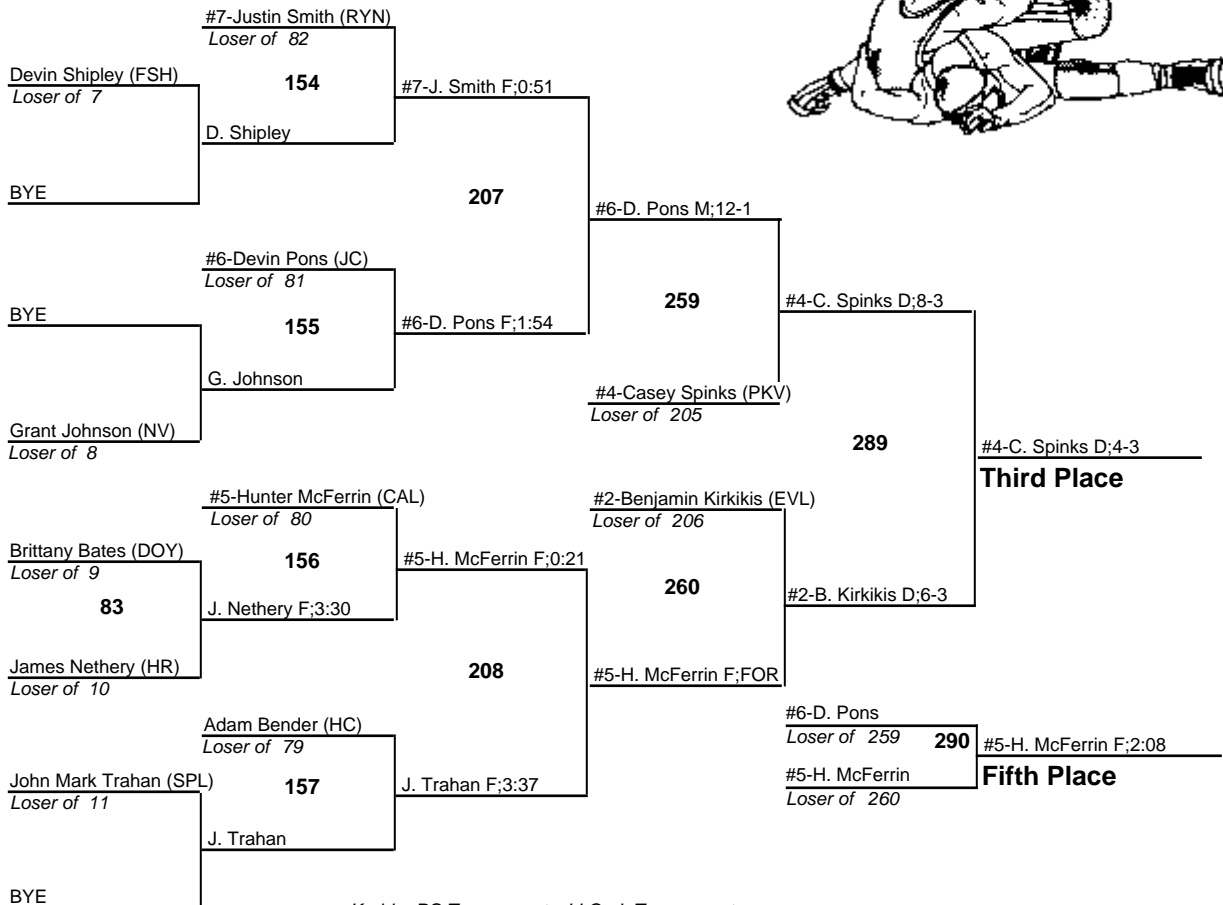 #7-Justin Smith (RYN)
Loser of 82
Devin Shipley (FSH)
Loser of 7
154
#7-J. Smith F;0:51
D. Shipley
BYE
207
#6-D. Pons M;12-1
#6-Devin Pons (JC)
Loser of 81
BYE
155
#6-D. Pons F;1:54
259
#4-C. Spinks D;8-3
G. Johnson
#4-Casey Spinks (PKV)
Loser of 205
Grant Johnson (NV)
Loser of 8
289
#4-C. Spinks D;4-3
Third Place
#5-Hunter McFerrin (CAL)
Loser of 80
#2-Benjamin Kirkikis (EVL)
Loser of 206
Brittany Bates (DOY)
Loser of 9
156
#5-H. McFerrin F;0:21
83
J. Nethery F;3:30
260
#2-B. Kirkikis D;6-3
James Nethery (HR)
Loser of 10
208
#5-H. McFerrin F;FOR
Adam Bender (HC)
Loser of 79
#6-D. Pons
Loser of 259
290
#5-H. McFerrin F;2:08
Fifth Place
#5-H. McFerrin
Loser of 260
John Mark Trahan (SPL)
Loser of 11
157
J. Trahan F;3:37
J. Trahan
BYE